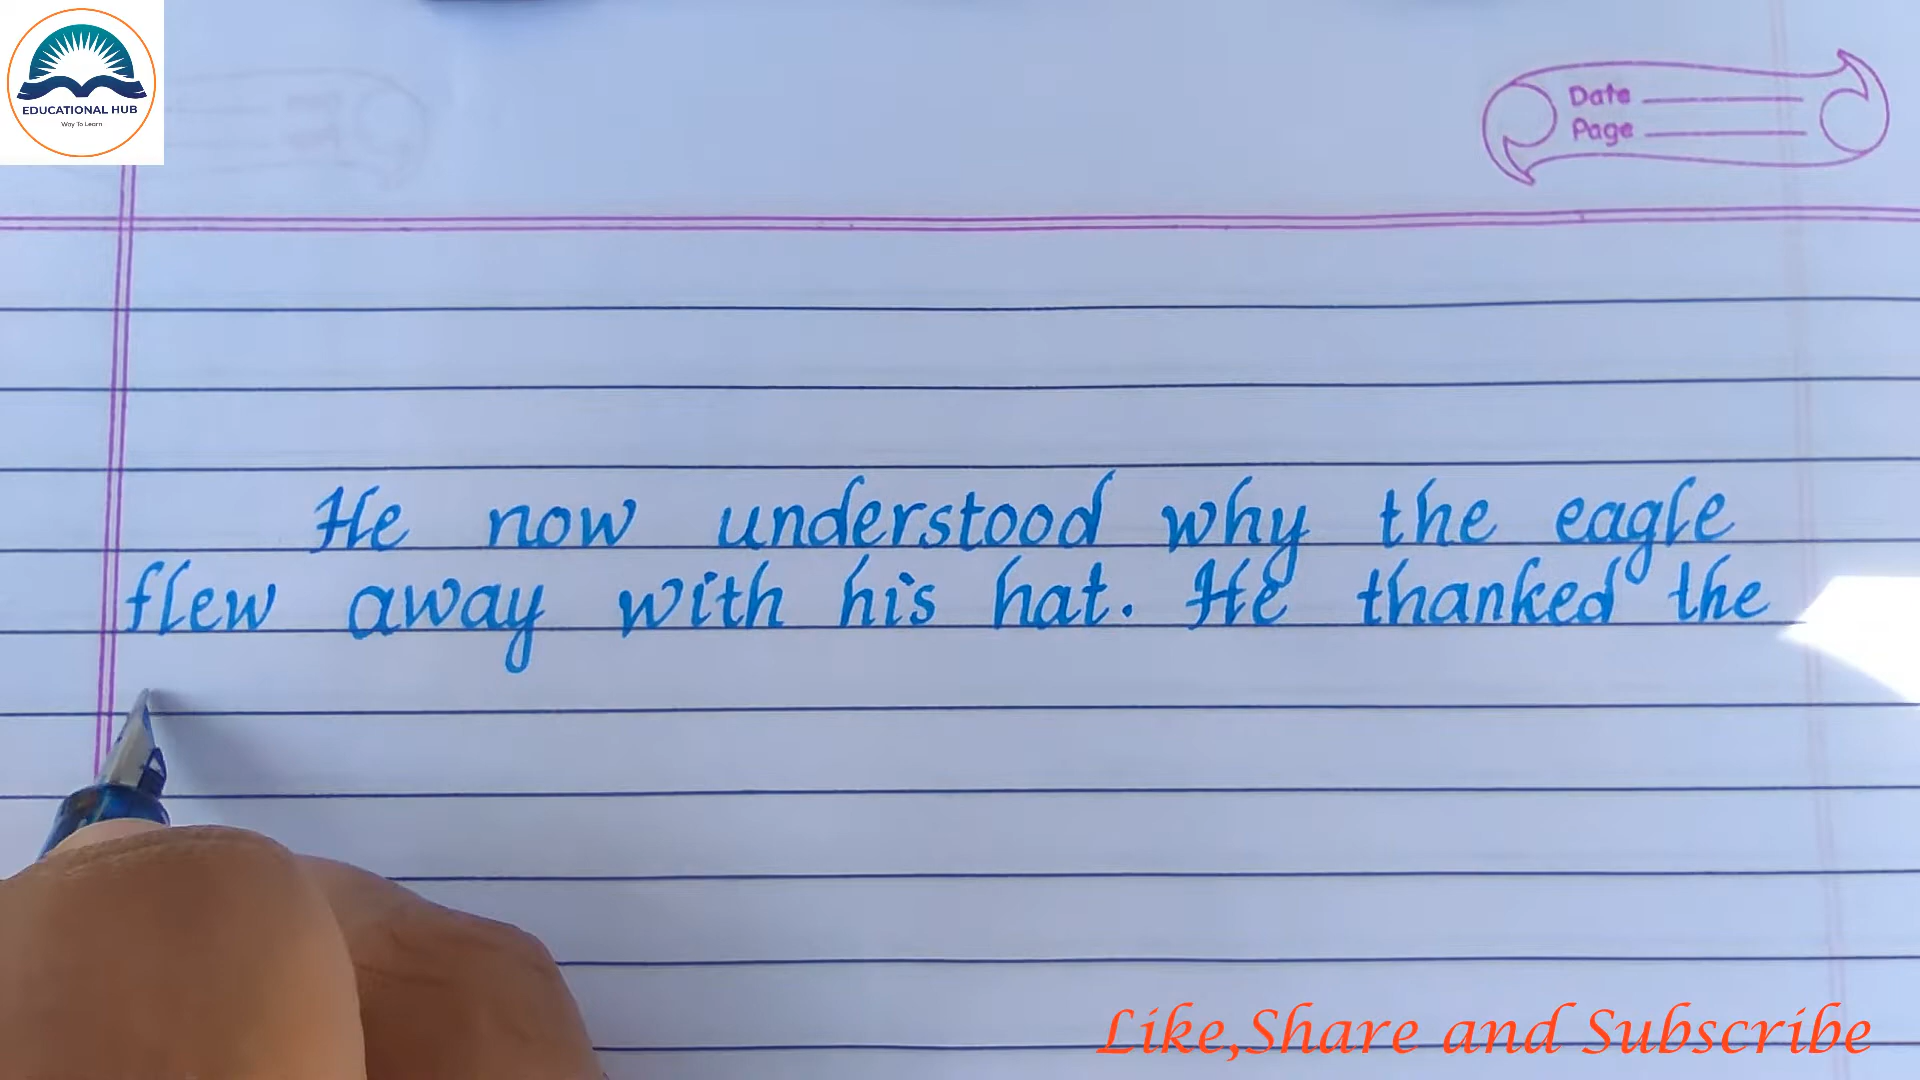 EDUCATIONAL HUB
Way To Learn
Date
Page
He now understood why the eagle
flew away with his hat. He thanked the
Like,Share and Subscribe